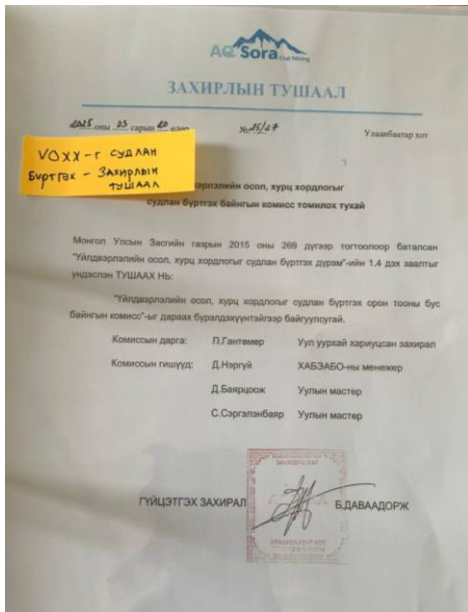 AQ Sora
Coal Mining
ЗАХИРЛЫН ТУШААЛ
2025 оны 03 сарын 20 өдөр №25/27 Улаанбаатар хот
VOXX-г СУДЛАН
БҮРТГЭХ - ЗАХИРЛЫН
ТУШААЛ
вэрлэлийн осол, хурц хордлогыг
судлан бүртгэх байнгын комисс томилох тухай
Монгол Улсын Засгийн газрын 2015 оны 269 дүгээр тогтоолоор баталсан
"Үйлдвэрлэлийн осол, хурц хордлогыг судлан бүртгэх дүрэм"-ийн 1.4 дэх заалтыг
үндэслэн ТУШААХ НЬ:
"Үйлдвэрлэлийн осол, хурц хордлогыг судлан бүртгэх орон тооны бус
байнгын комисс"-ыг дараах бүрэлдэхүүнтэйгээр байгуулсугай.
Комиссын дарга: П.Гантөмөр Уул уурхай хариуцсан захирал
Комиссын гишүүд: Д.Нэргүй ХАБЭАБО-ны менежер
Д.Баярцоож Уулын мастер
С.Сэргэлэнбаяр Уулын мастер
ГҮЙЦЭТГЭХ ЗАХИРАЛ Б.ДАВААДОРЖ